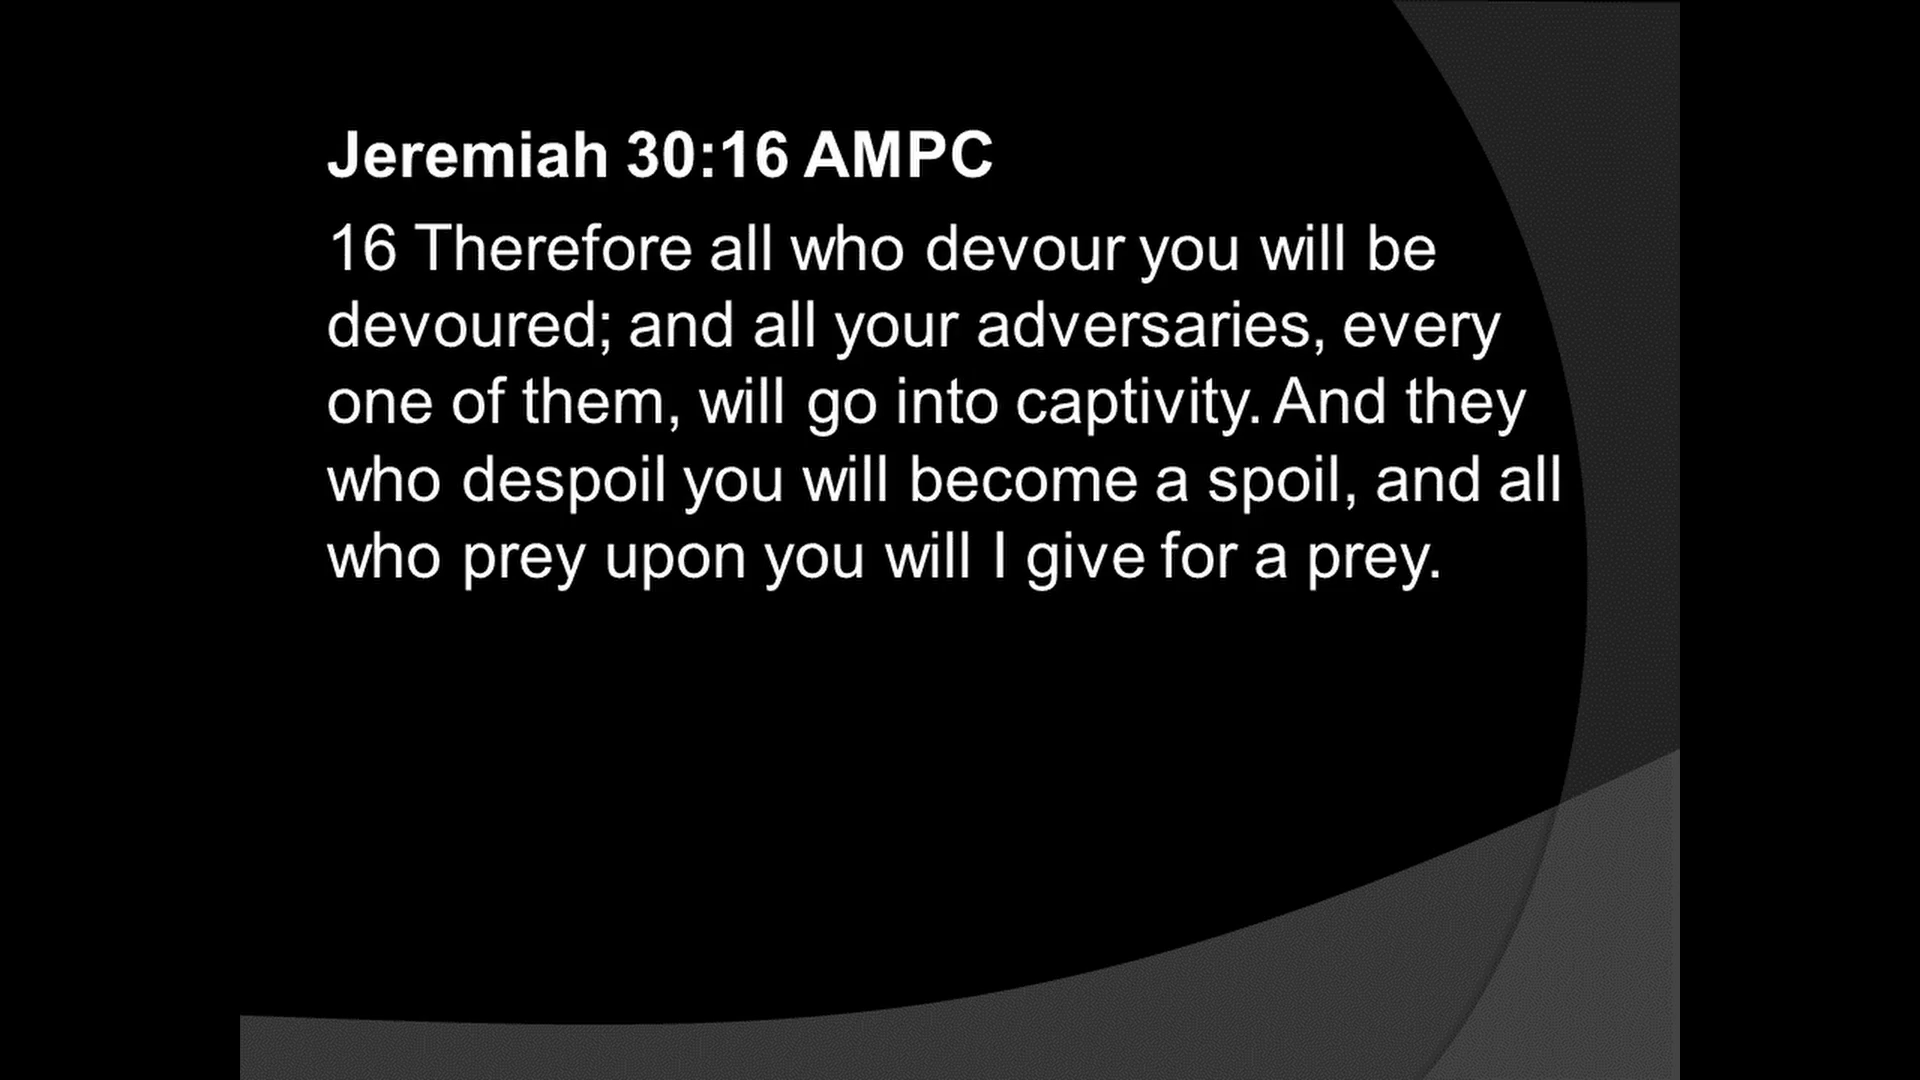 Jeremiah 30:16 AMPC
16 Therefore all who devour you will be
devoured; and all your adversaries, every
one of them, will go into captivity. And they
who despoil you will become a spoil, and all
who prey upon you will I give for a prey.